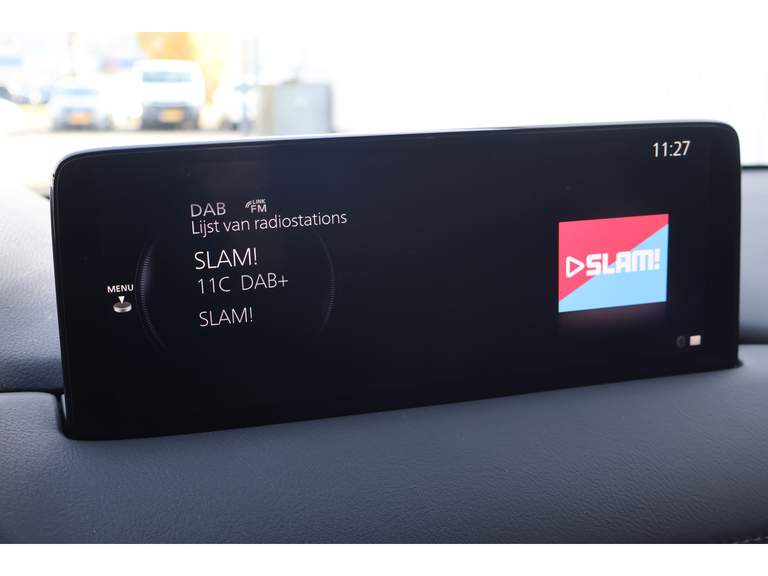 11:27
DAB LINK FM
Lijst van radiostations
SLAM!
11C DAB+
SLAM!
MENU
SLAM!